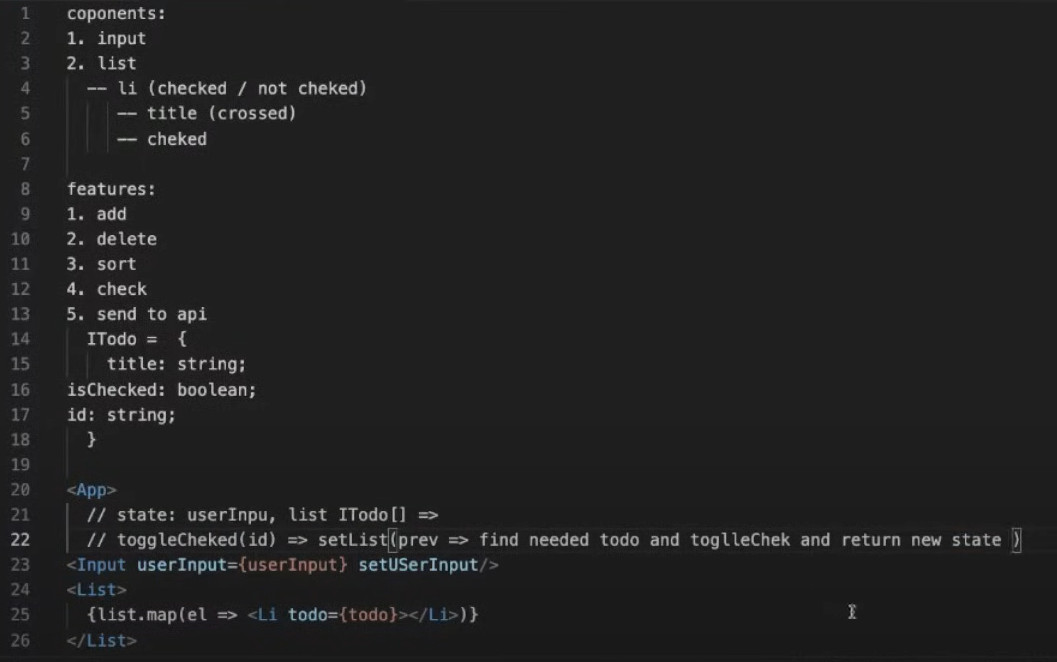 1 coponents:
2 1. input
3 2. list
4 -- li (checked / not cheked)
5 -- title (crossed)
6 -- cheked
7
8 features:
9 1. add
10 2. delete
11 3. sort
12 4. check
13 5. send to api
14 ITodo =  {
15 title: string;
16 isChecked: boolean;
17 id: string;
18 }
19
20 <App>
21 // state: userInpu, list ITodo[] =>
22 // toggleCheked(id) => setList(prev => find needed todo and toglleChek and return new state )
23 <Input userInput={userInput} setUSerInput/>
24 <List>
25 {list.map(el => <Li todo={todo}></Li>)}
26 </List>